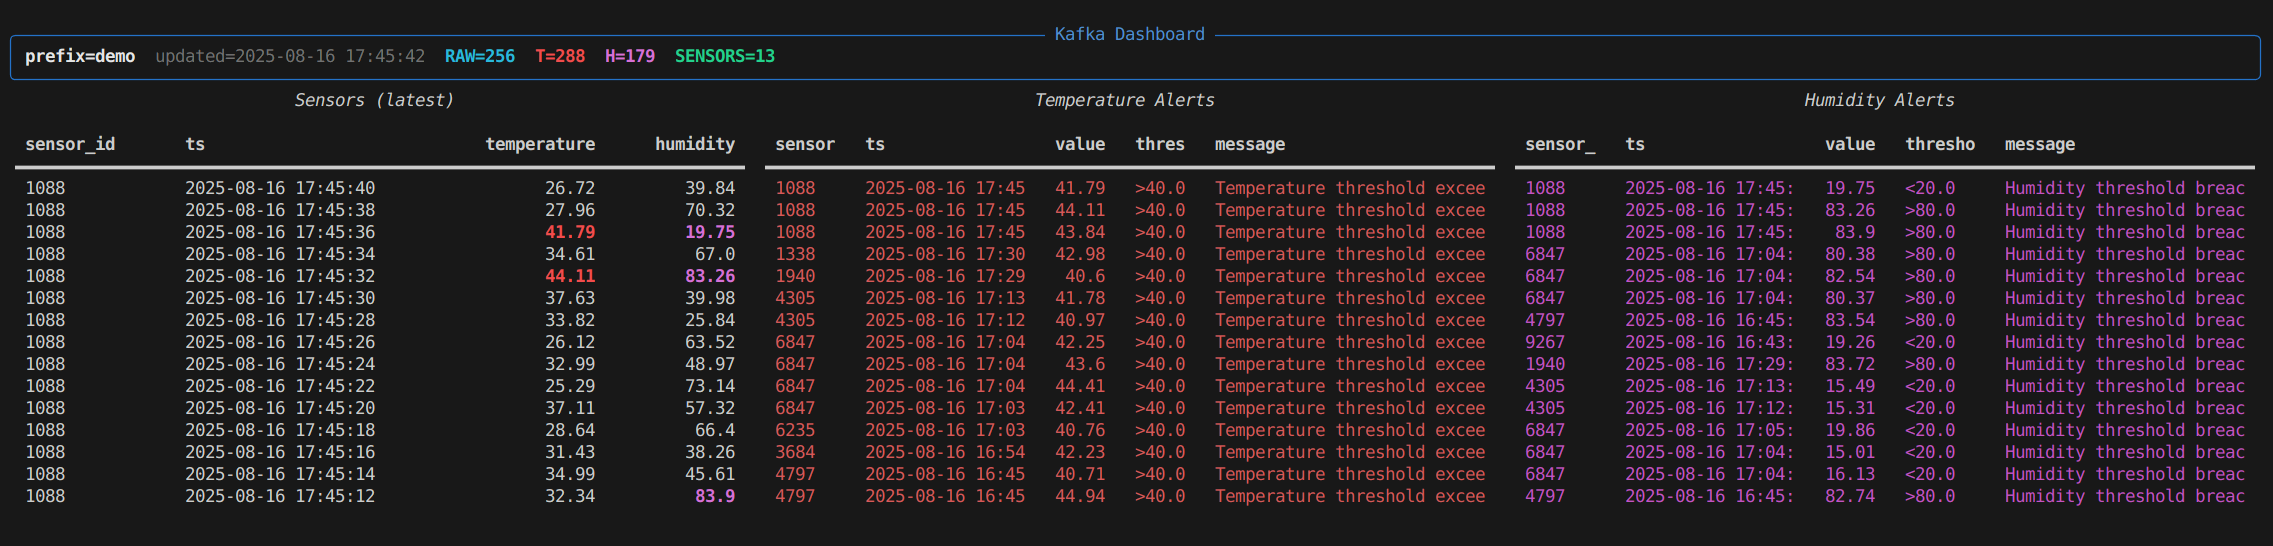 Kafka Dashboard
prefix=demo updated=2025-08-16 17:45:42 RAW=256 T=288 H=179 SENSORS=13
Sensors (latest) Temperature Alerts Humidity Alerts
sensor_id ts temperature humidity sensor ts value thres message sensor_ ts value thresho message
1088 2025-08-16 17:45:40 26.72 39.84 1088 2025-08-16 17:45 41.79 >40.0 Temperature threshold excee 1088 2025-08-16 17:45: 19.75 <20.0 Humidity threshold breac
1088 2025-08-16 17:45:38 27.96 70.32 1088 2025-08-16 17:45 44.11 >40.0 Temperature threshold excee 1088 2025-08-16 17:45: 83.26 >80.0 Humidity threshold breac
1088 2025-08-16 17:45:36 41.79 19.75 1088 2025-08-16 17:45 43.84 >40.0 Temperature threshold excee 1088 2025-08-16 17:45: 83.9 >80.0 Humidity threshold breac
1088 2025-08-16 17:45:34 34.61 67.0 1338 2025-08-16 17:30 42.98 >40.0 Temperature threshold excee 6847 2025-08-16 17:04: 80.38 >80.0 Humidity threshold breac
1088 2025-08-16 17:45:32 44.11 83.26 1940 2025-08-16 17:29 40.6 >40.0 Temperature threshold excee 6847 2025-08-16 17:04: 82.54 >80.0 Humidity threshold breac
1088 2025-08-16 17:45:30 37.63 39.98 4305 2025-08-16 17:13 41.78 >40.0 Temperature threshold excee 6847 2025-08-16 17:04: 80.37 >80.0 Humidity threshold breac
1088 2025-08-16 17:45:28 33.82 25.84 4305 2025-08-16 17:12 40.97 >40.0 Temperature threshold excee 4797 2025-08-16 16:45: 83.54 >80.0 Humidity threshold breac
1088 2025-08-16 17:45:26 26.12 63.52 6847 2025-08-16 17:04 42.25 >40.0 Temperature threshold excee 9267 2025-08-16 16:43: 19.26 <20.0 Humidity threshold breac
1088 2025-08-16 17:45:24 32.99 48.97 6847 2025-08-16 17:04 43.6 >40.0 Temperature threshold excee 1940 2025-08-16 17:29: 83.72 >80.0 Humidity threshold breac
1088 2025-08-16 17:45:22 25.29 73.14 6847 2025-08-16 17:04 44.41 >40.0 Temperature threshold excee 4305 2025-08-16 17:13: 15.49 <20.0 Humidity threshold breac
1088 2025-08-16 17:45:20 37.11 57.32 6847 2025-08-16 17:03 42.41 >40.0 Temperature threshold excee 4305 2025-08-16 17:12: 15.31 <20.0 Humidity threshold breac
1088 2025-08-16 17:45:18 28.64 66.4 6235 2025-08-16 17:03 40.76 >40.0 Temperature threshold excee 6847 2025-08-16 17:05: 19.86 <20.0 Humidity threshold breac
1088 2025-08-16 17:45:16 31.43 38.26 3684 2025-08-16 16:54 42.23 >40.0 Temperature threshold excee 6847 2025-08-16 17:04: 15.01 <20.0 Humidity threshold breac
1088 2025-08-16 17:45:14 34.99 45.61 4797 2025-08-16 16:45 40.71 >40.0 Temperature threshold excee 6847 2025-08-16 17:04: 16.13 <20.0 Humidity threshold breac
1088 2025-08-16 17:45:12 32.34 83.9 4797 2025-08-16 16:45 44.94 >40.0 Temperature threshold excee 4797 2025-08-16 16:45: 82.74 >80.0 Humidity threshold breac